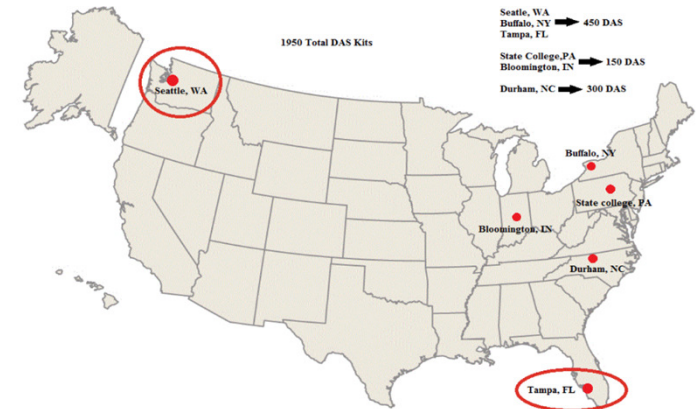 1950 Total DAS Kits
Seatle, WA
Buffalo, NY 450 DAS
Tampa, FL
State College,PA 150 DAS
Bloomington, IN
Durham, NC 300 DAS
Seattle, WA
Buffalo, NY
State college, PA
Bloomington, IN
Durham, NC
Tampa, FL